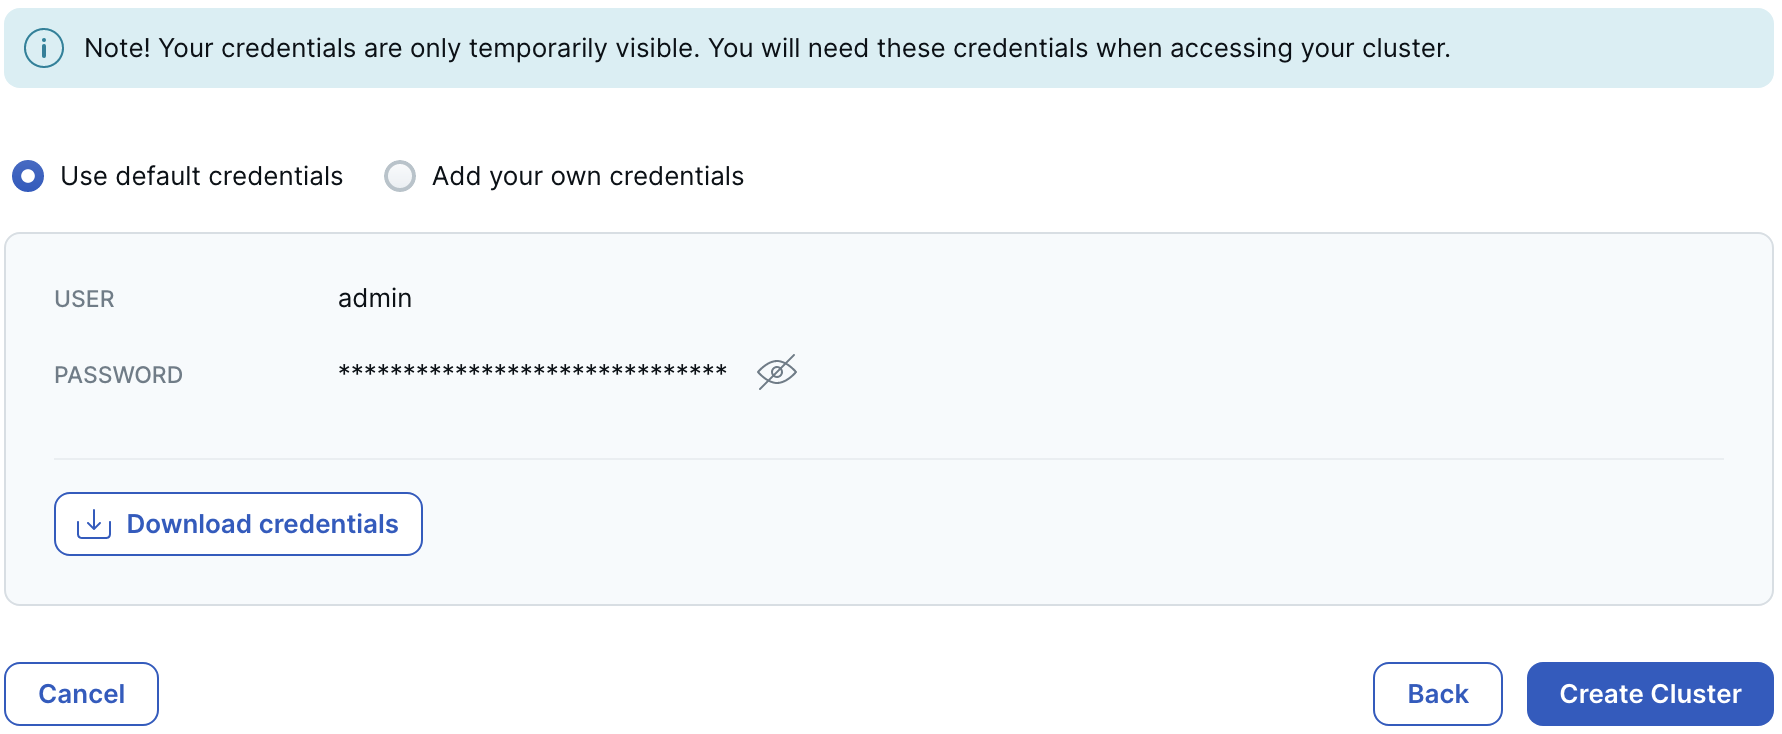 Note! Your credentials are only temporarily visible. You will need these credentials when accessing your cluster.
Use default credentials Add your own credentials
USER admin
PASSWORD ******************************
Download credentials
Cancel Back Create Cluster